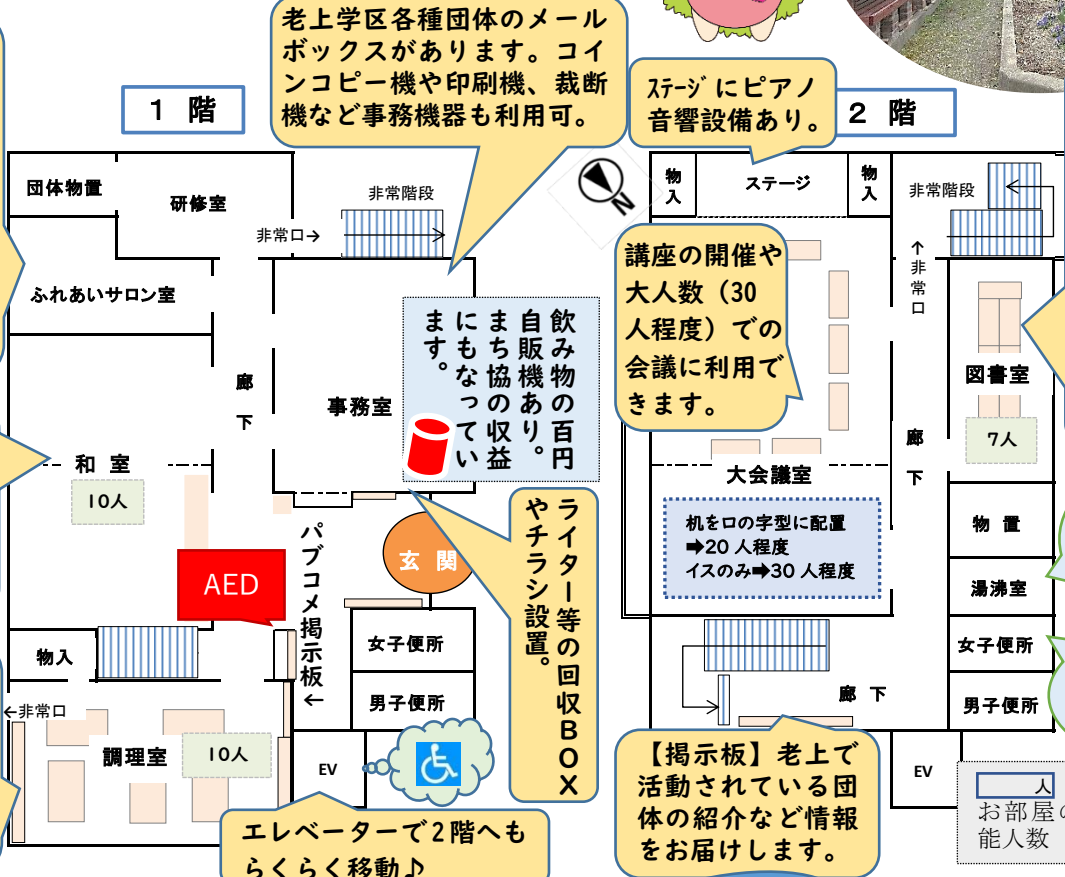 老上学区各種団体のメール
ボックスがあります。コイ
ンコピー機や印刷機、裁断
機など事務機器も利用可。
ｽﾃｰｼﾞにピアノ
音響設備あり。
1 階
2 階
団体物置
研修室
非常階段
非常口→
ふれあいサロン室
廊
下
事務室
飲み物の百円
自販機あり。
まち協の収益
にもなってい
ます。
和 室
10人
AED
パブコメ掲示板←
玄 関
ライター等の回収BOX
やチラシ設置。
女子便所
男子便所
物入
←非常口
調理室
10人
EV
エレベーターで2階へも
らくらく移動♪
N
物
入
ステージ
物
入
非常階段
↑非常口
講座の開催や
大人数（30
人程度）での
会議に利用で
きます。
図書室
7人
廊
下
大会議室
机をロの字型に配置
➡20 人程度
イスのみ➡30 人程度
物 置
湯沸室
女子便所
男子便所
廊 下
【掲示板】老上で
活動されている団
体の紹介など情報
をお届けします。
EV
人
お部屋の
能人数